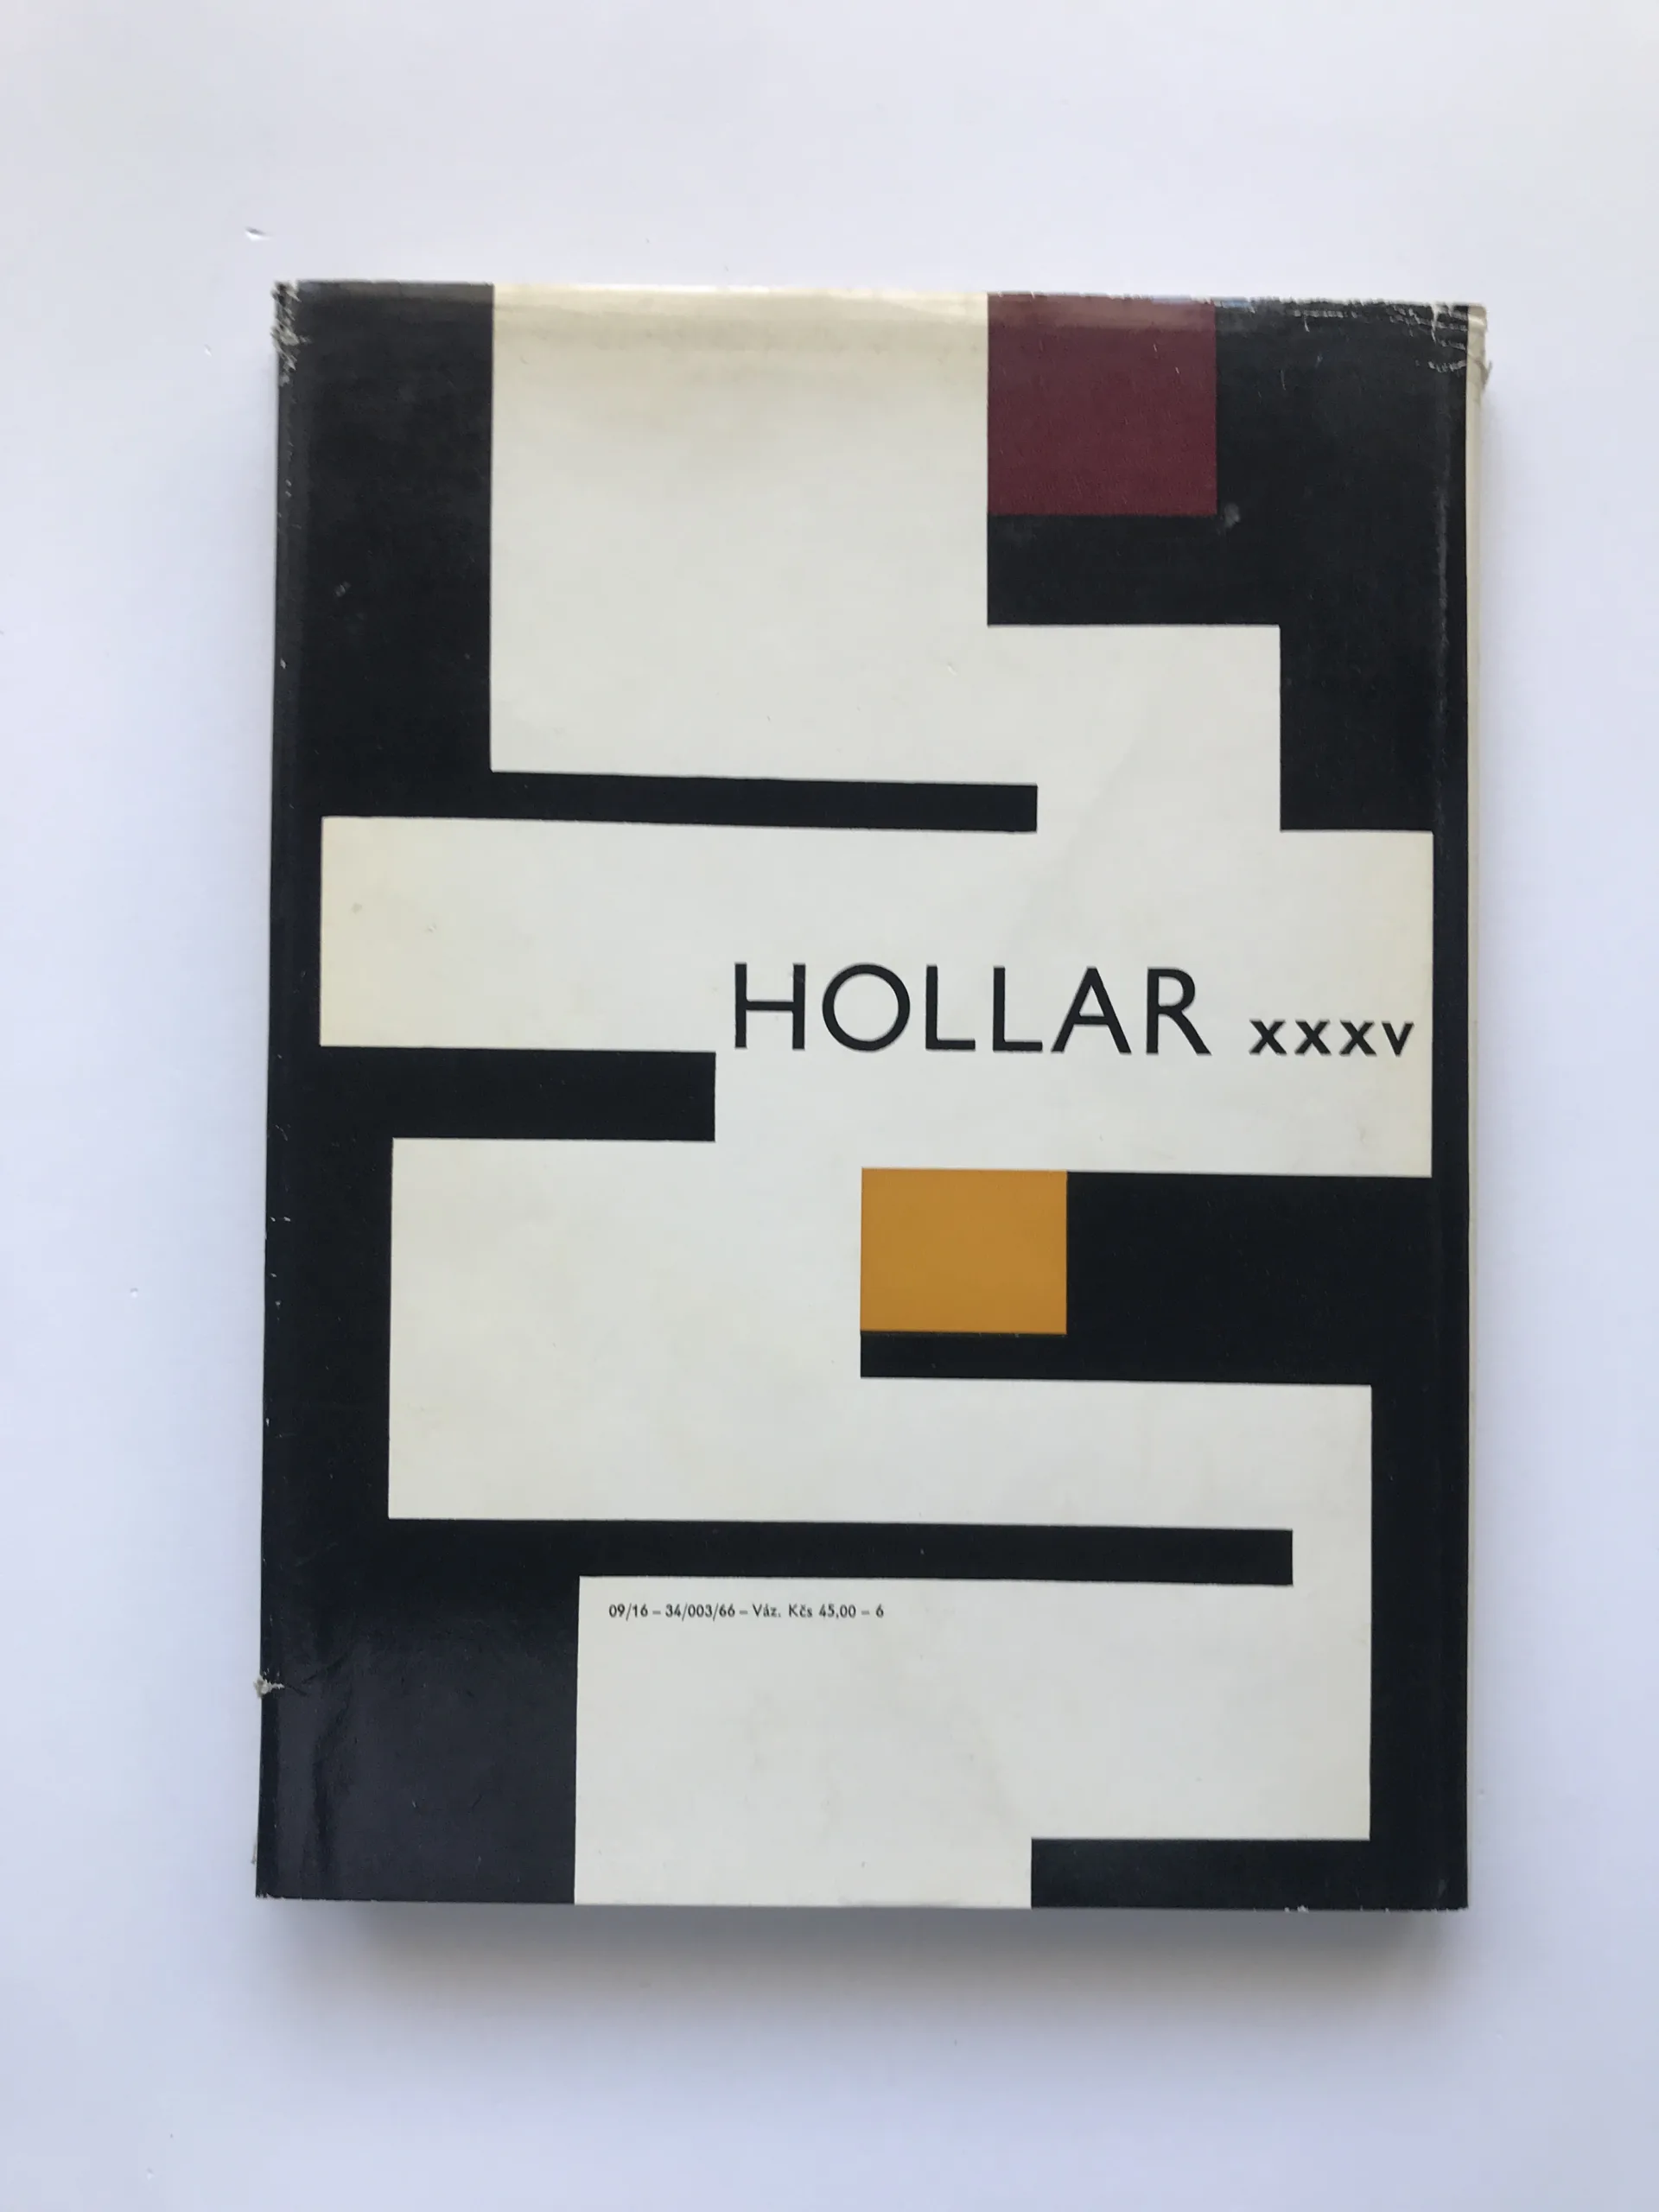 HOLLAR xxxv
09/16 – 34/003/66 – Váz. Kčs 45,00 – 6